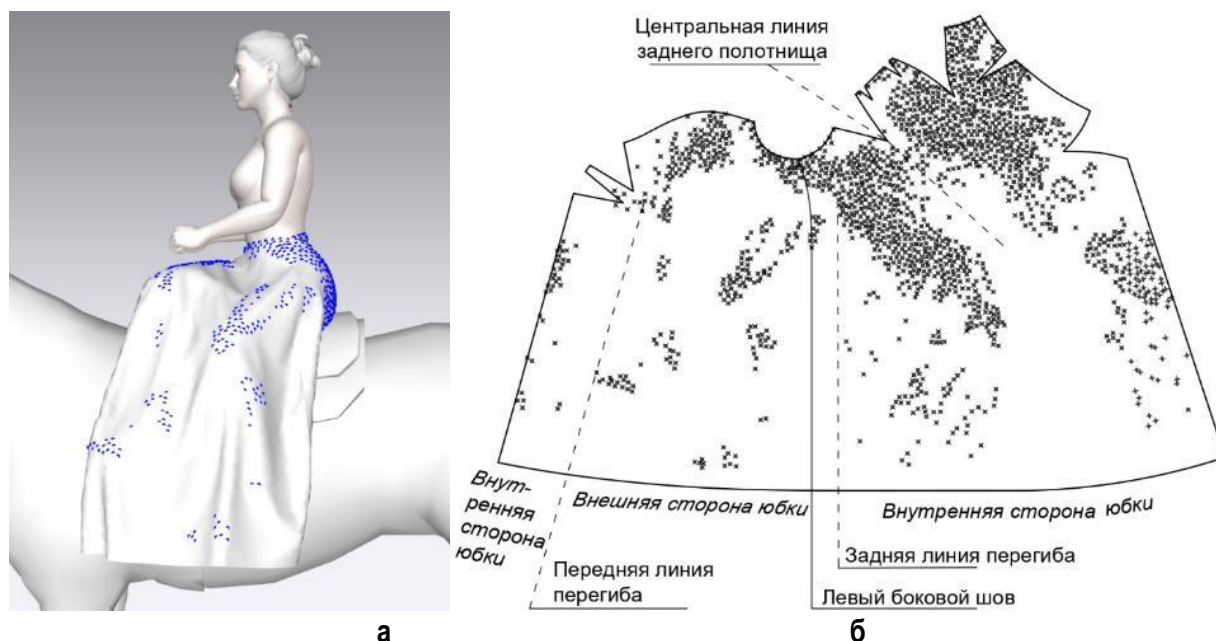 Центральная линия
заднего полотнища
Внут-
ренняя
сторона
юбки
Внешняя сторона юбки
Внутренняя сторона юбки
Передняя линия
перегиба
Задняя линия перегиба
Левый боковой шов
а
б